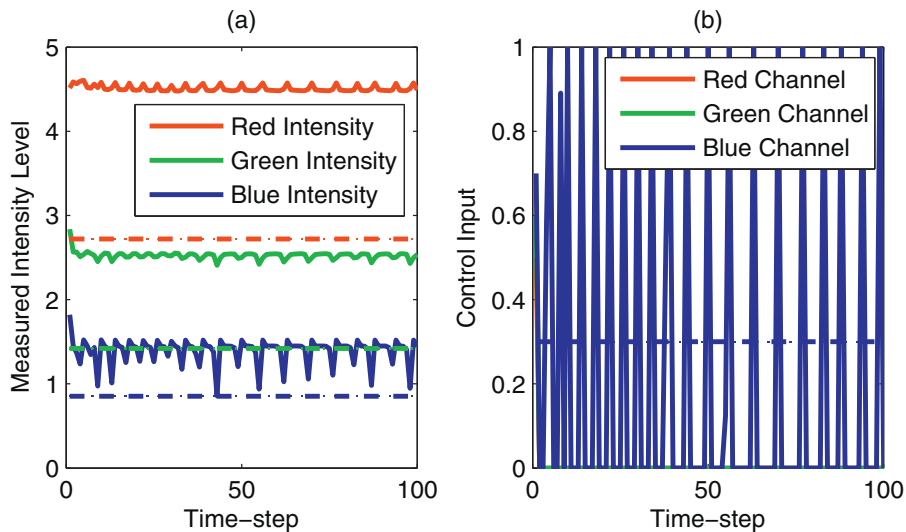 (a)
5
4
3
2
1
0
0
50
100
Measured Intensity Level
Time−step
Red Intensity
Green Intensity
Blue Intensity
(b)
1
0.8
0.6
0.4
0.2
0
0
50
100
Control Input
Time−step
Red Channel
Green Channel
Blue Channel